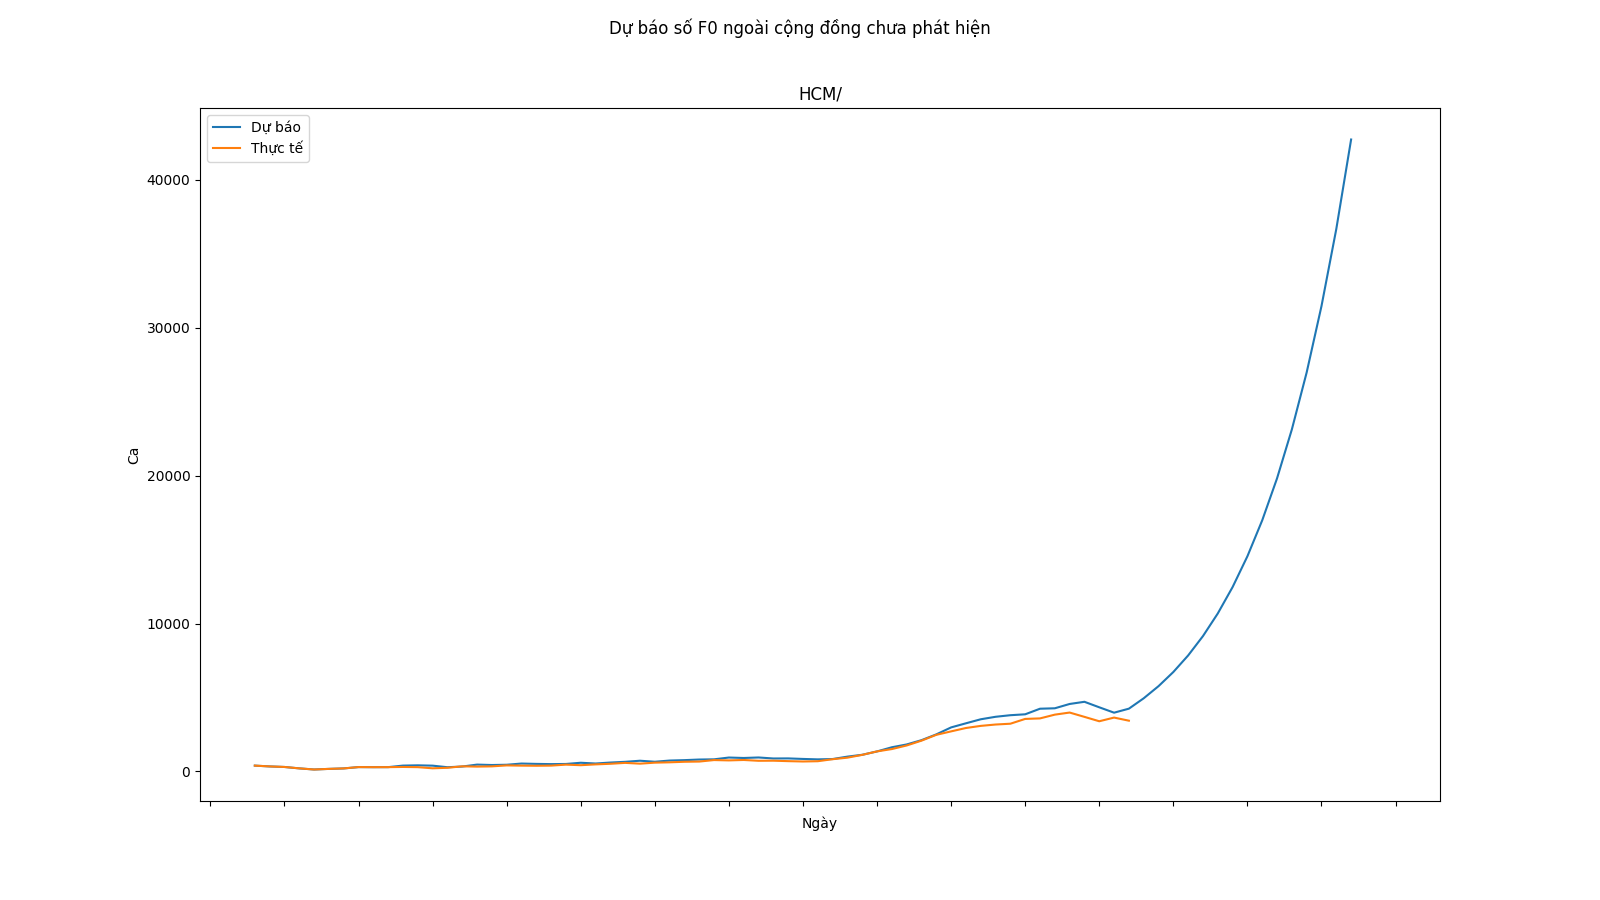 Dự báo số F0 ngoài cộng đồng chưa phát hiện
HCM/
Dự báo
Thực tế
40000
30000
20000
10000
0
Ca
Ngày